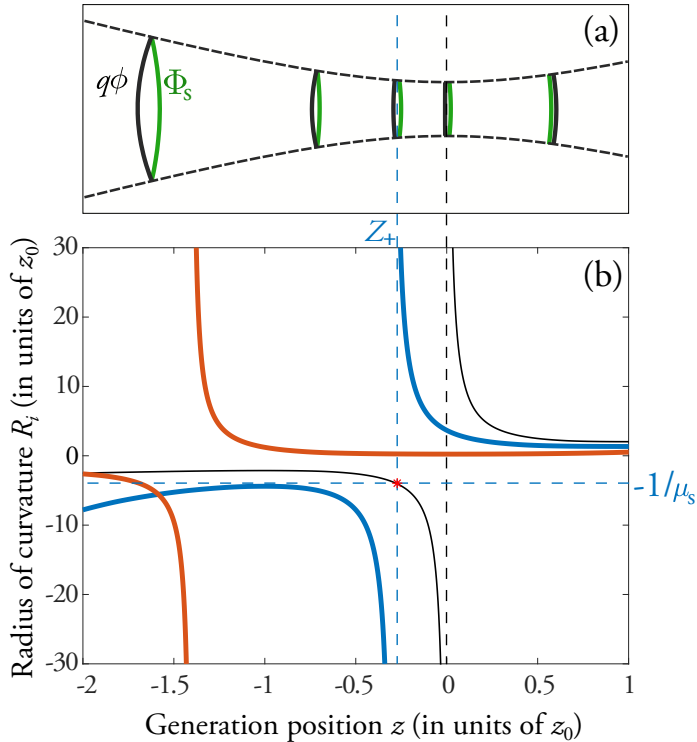 (a)
qϕ
Φs
Z+
(b)
30
20
10
0
-10
-20
-30
-1/μs
Radius of curvature Ri (in units of z0)
-2
-1.5
-1
-0.5
0
0.5
1
Generation position z (in units of z0)